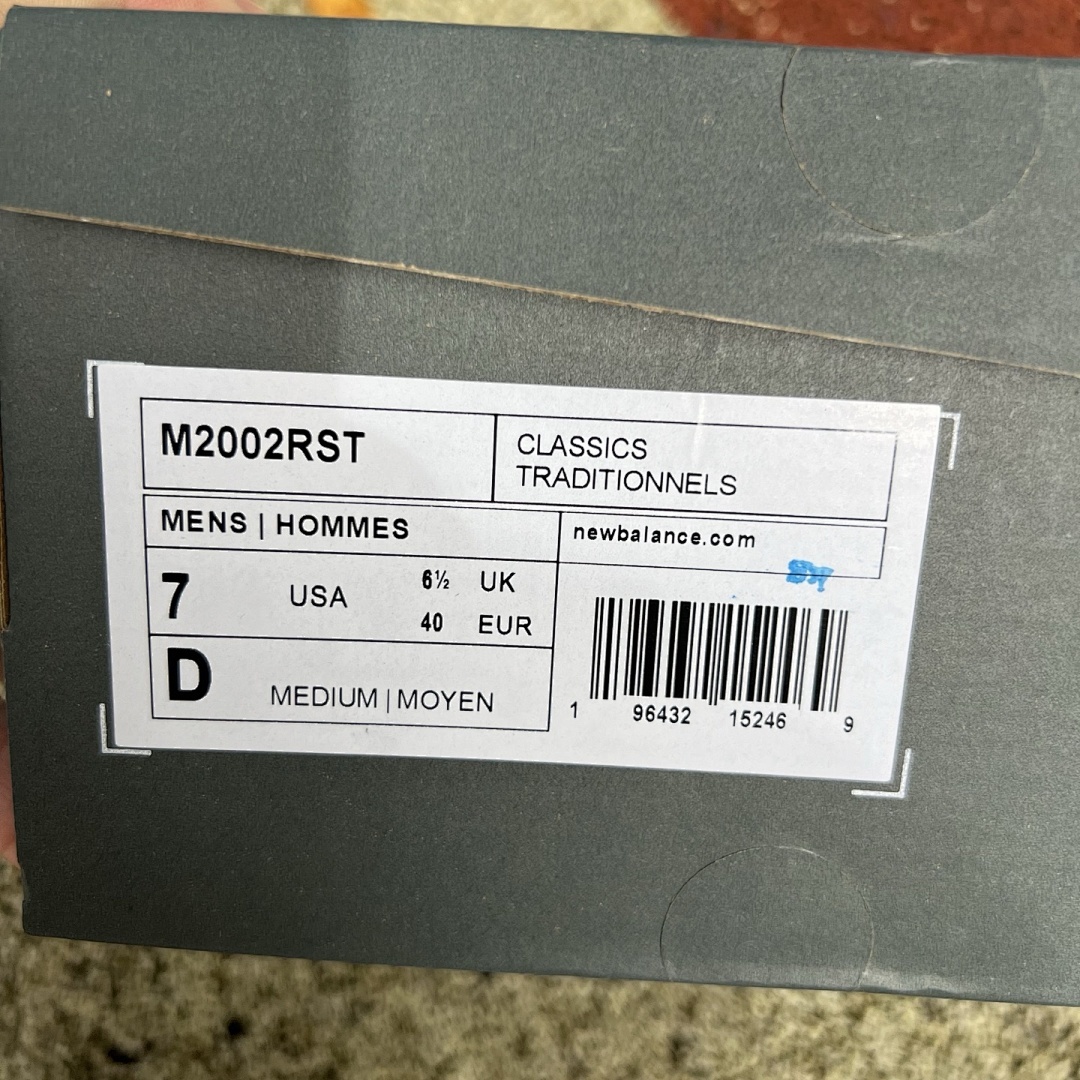 M2002RST
CLASSICS
TRADITIONNELS
MENS | HOMMES
newbalance.com
7 USA 6½ UK
40 EUR
D MEDIUM | MOYEN
1 96432 15246 9